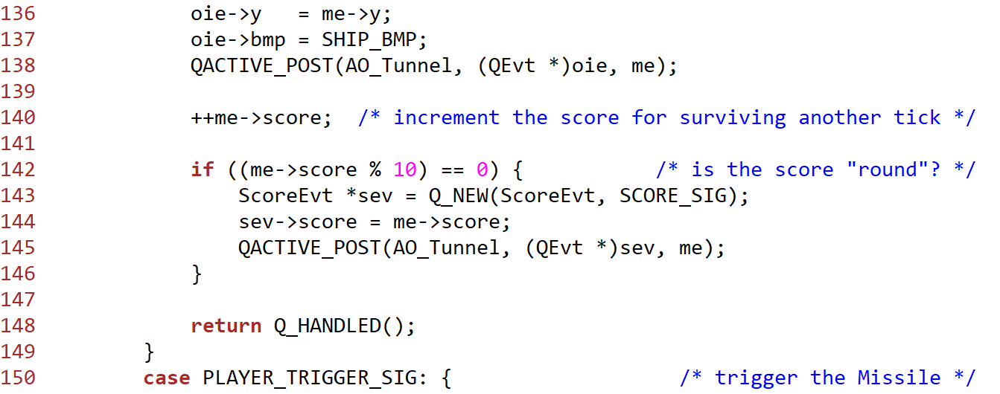 136             oie->y   = me->y;
137             oie->bmp = SHIP_BMP;
138             QACTIVE_POST(AO_Tunnel, (QEvt *)oie, me);
139
140             ++me->score;  /* increment the score for surviving another tick */
141
142             if ((me->score % 10) == 0) {           /* is the score "round"? */
143                 ScoreEvt *sev = Q_NEW(ScoreEvt, SCORE_SIG);
144                 sev->score = me->score;
145                 QACTIVE_POST(AO_Tunnel, (QEvt *)sev, me);
146             }
147
148             return Q_HANDLED();
149         }
150         case PLAYER_TRIGGER_SIG: {                   /* trigger the Missile */